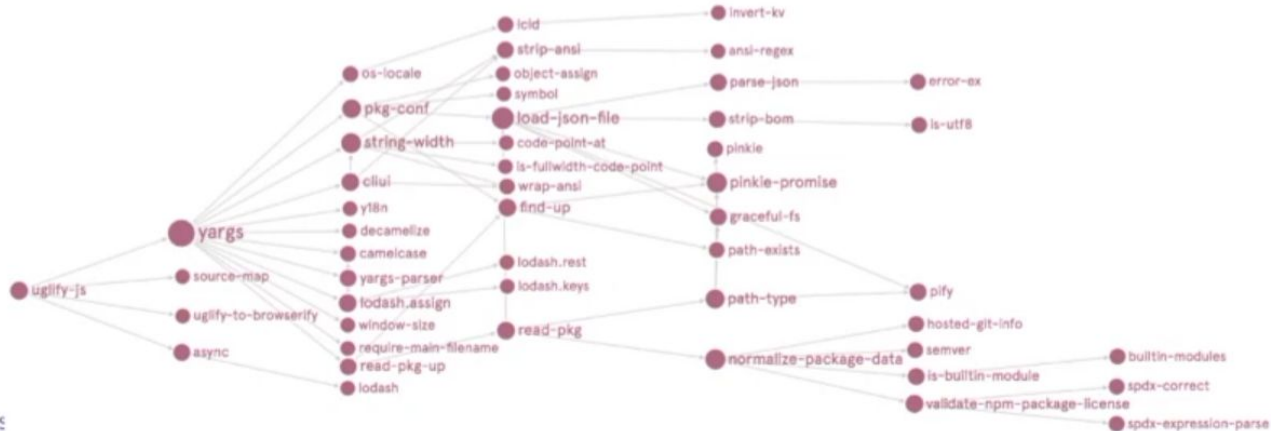 uglify-js
yargs
source-map
uglify-to-browserify
async
os-locale
pkg-conf
string-width
cliui
y18n
decamelize
camelcase
yargs-parser
lodash.assign
window-size
require-main-filename
read-pkg-up
lodash
lcid
strip-ansi
object-assign
symbol
load-json-file
code-point-at
is-fullwidth-code-point
wrap-ansi
find-up
lodash.rest
lodash.keys
read-pkg
invert-kv
ansi-regex
parse-json
strip-bom
pinkie
pinkie-promise
graceful-fs
path-exists
path-type
normalize-package-data
error-ex
is-utf8
pify
hosted-git-info
semver
is-builtin-module
validate-npm-package-license
builtin-modules
spdx-correct
spdx-expression-parse